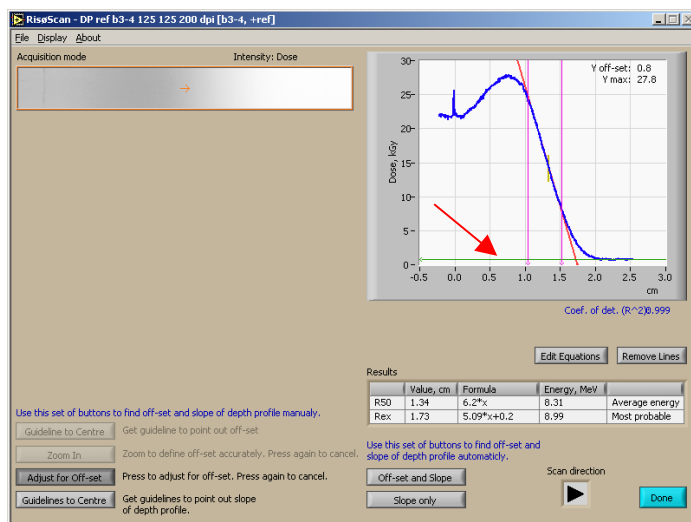 RisøScan - DP ref b3-4 125 125 200 dpi [b3-4, +ref]
File Display About
Acquisition mode Intensity: Dose
Y off-set: 0.8
Y max: 27.8
30
25
20
15
10
5
0
Dose, kGy
-0.5 0.0 0.5 1.0 1.5 2.0 2.5 3.0
cm
Coef. of det. (R^2)0.999
Edit Equations Remove Lines
Results
Value, cm Formula Energy, MeV
R50 1.34 6.2*x 8.31 Average energy
Rex 1.73 5.09*x+0.2 8.99 Most probable
Use this set of buttons to find off-set and slope of depth profile manualy.
Guideline to Centre Get guideline to point out off-set
Zoom In Zoom to define off-set accurately. Press again to cancel.
Adjust for Off-set Press to adjust for off-set. Press again to cancel.
Guidelines to Centre Get guidelines to point out slope
of depth profile.
Use this set of buttons to find off-set and
slope of depth profile automaticly.
Off-set and Slope
Slope only
Scan direction
Done